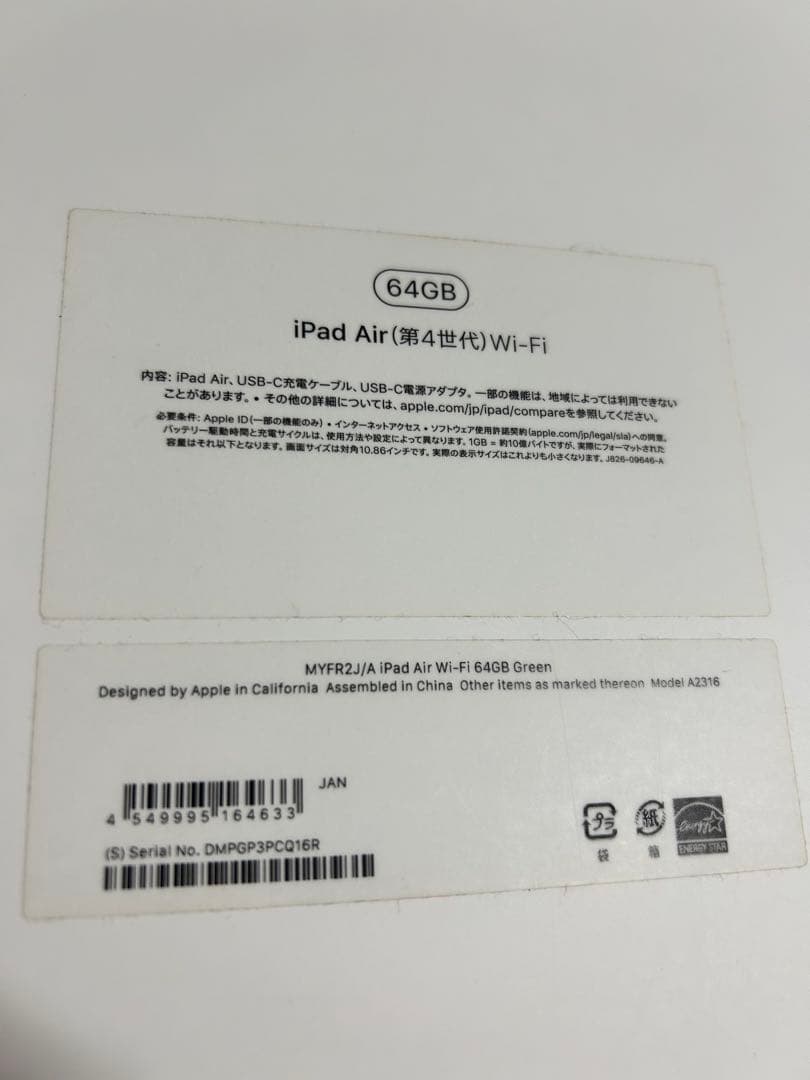 64GB
iPad Air(第4世代)Wi-Fi
内容: iPad Air、USB-C充電ケーブル、USB-C電源アダプタ。一部の機能は、地域によっては利用できない
ことがあります。• その他の詳細については、apple.com/jp/ipad/compareを参照してください。
必要条件: Apple ID(一部の機能のみ) • インターネットアクセス • ソフトウェア使用許諾契約(apple.com/jp/legal/sla)への同意。
バッテリー駆動時間と充電サイクルは、使用方法や設定によって異なります。1GB = 約10億バイトですが、実際にフォーマットされた
容量はそれ以下となります。画面サイズは対角10.86インチです。実際の表示サイズはこれよりも小さくなります。J826-09646-A
MYFR2J/A iPad Air Wi-Fi 64GB Green
Designed by Apple in California Assembled in China Other items as marked thereon Model A2316
JAN
4 549995 164633
(S) Serial No. DMPGP3PCQ16R
プラ
袋
紙
箱
energy
ENERGY STAR